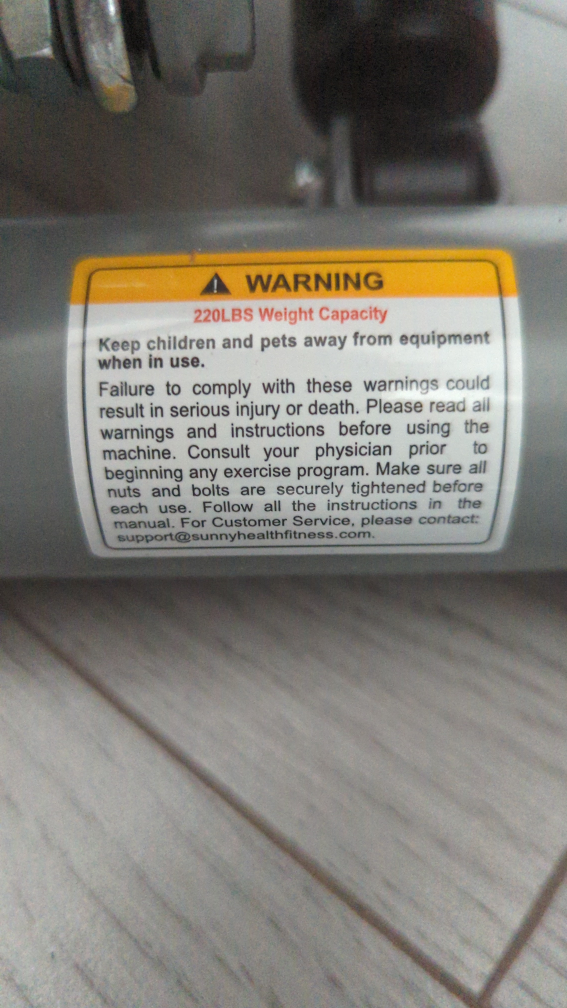 WARNING
220LBS Weight Capacity
Keep children and pets away from equipment
when in use.
Failure to comply with these warnings could
result in serious injury or death. Please read all
warnings and instructions before using the
machine. Consult your physician prior to
beginning any exercise program. Make sure all
nuts and bolts are securely tightened before
each use. Follow all the instructions in the
manual. For Customer Service, please contact:
support@sunnyhealthfitness.com.